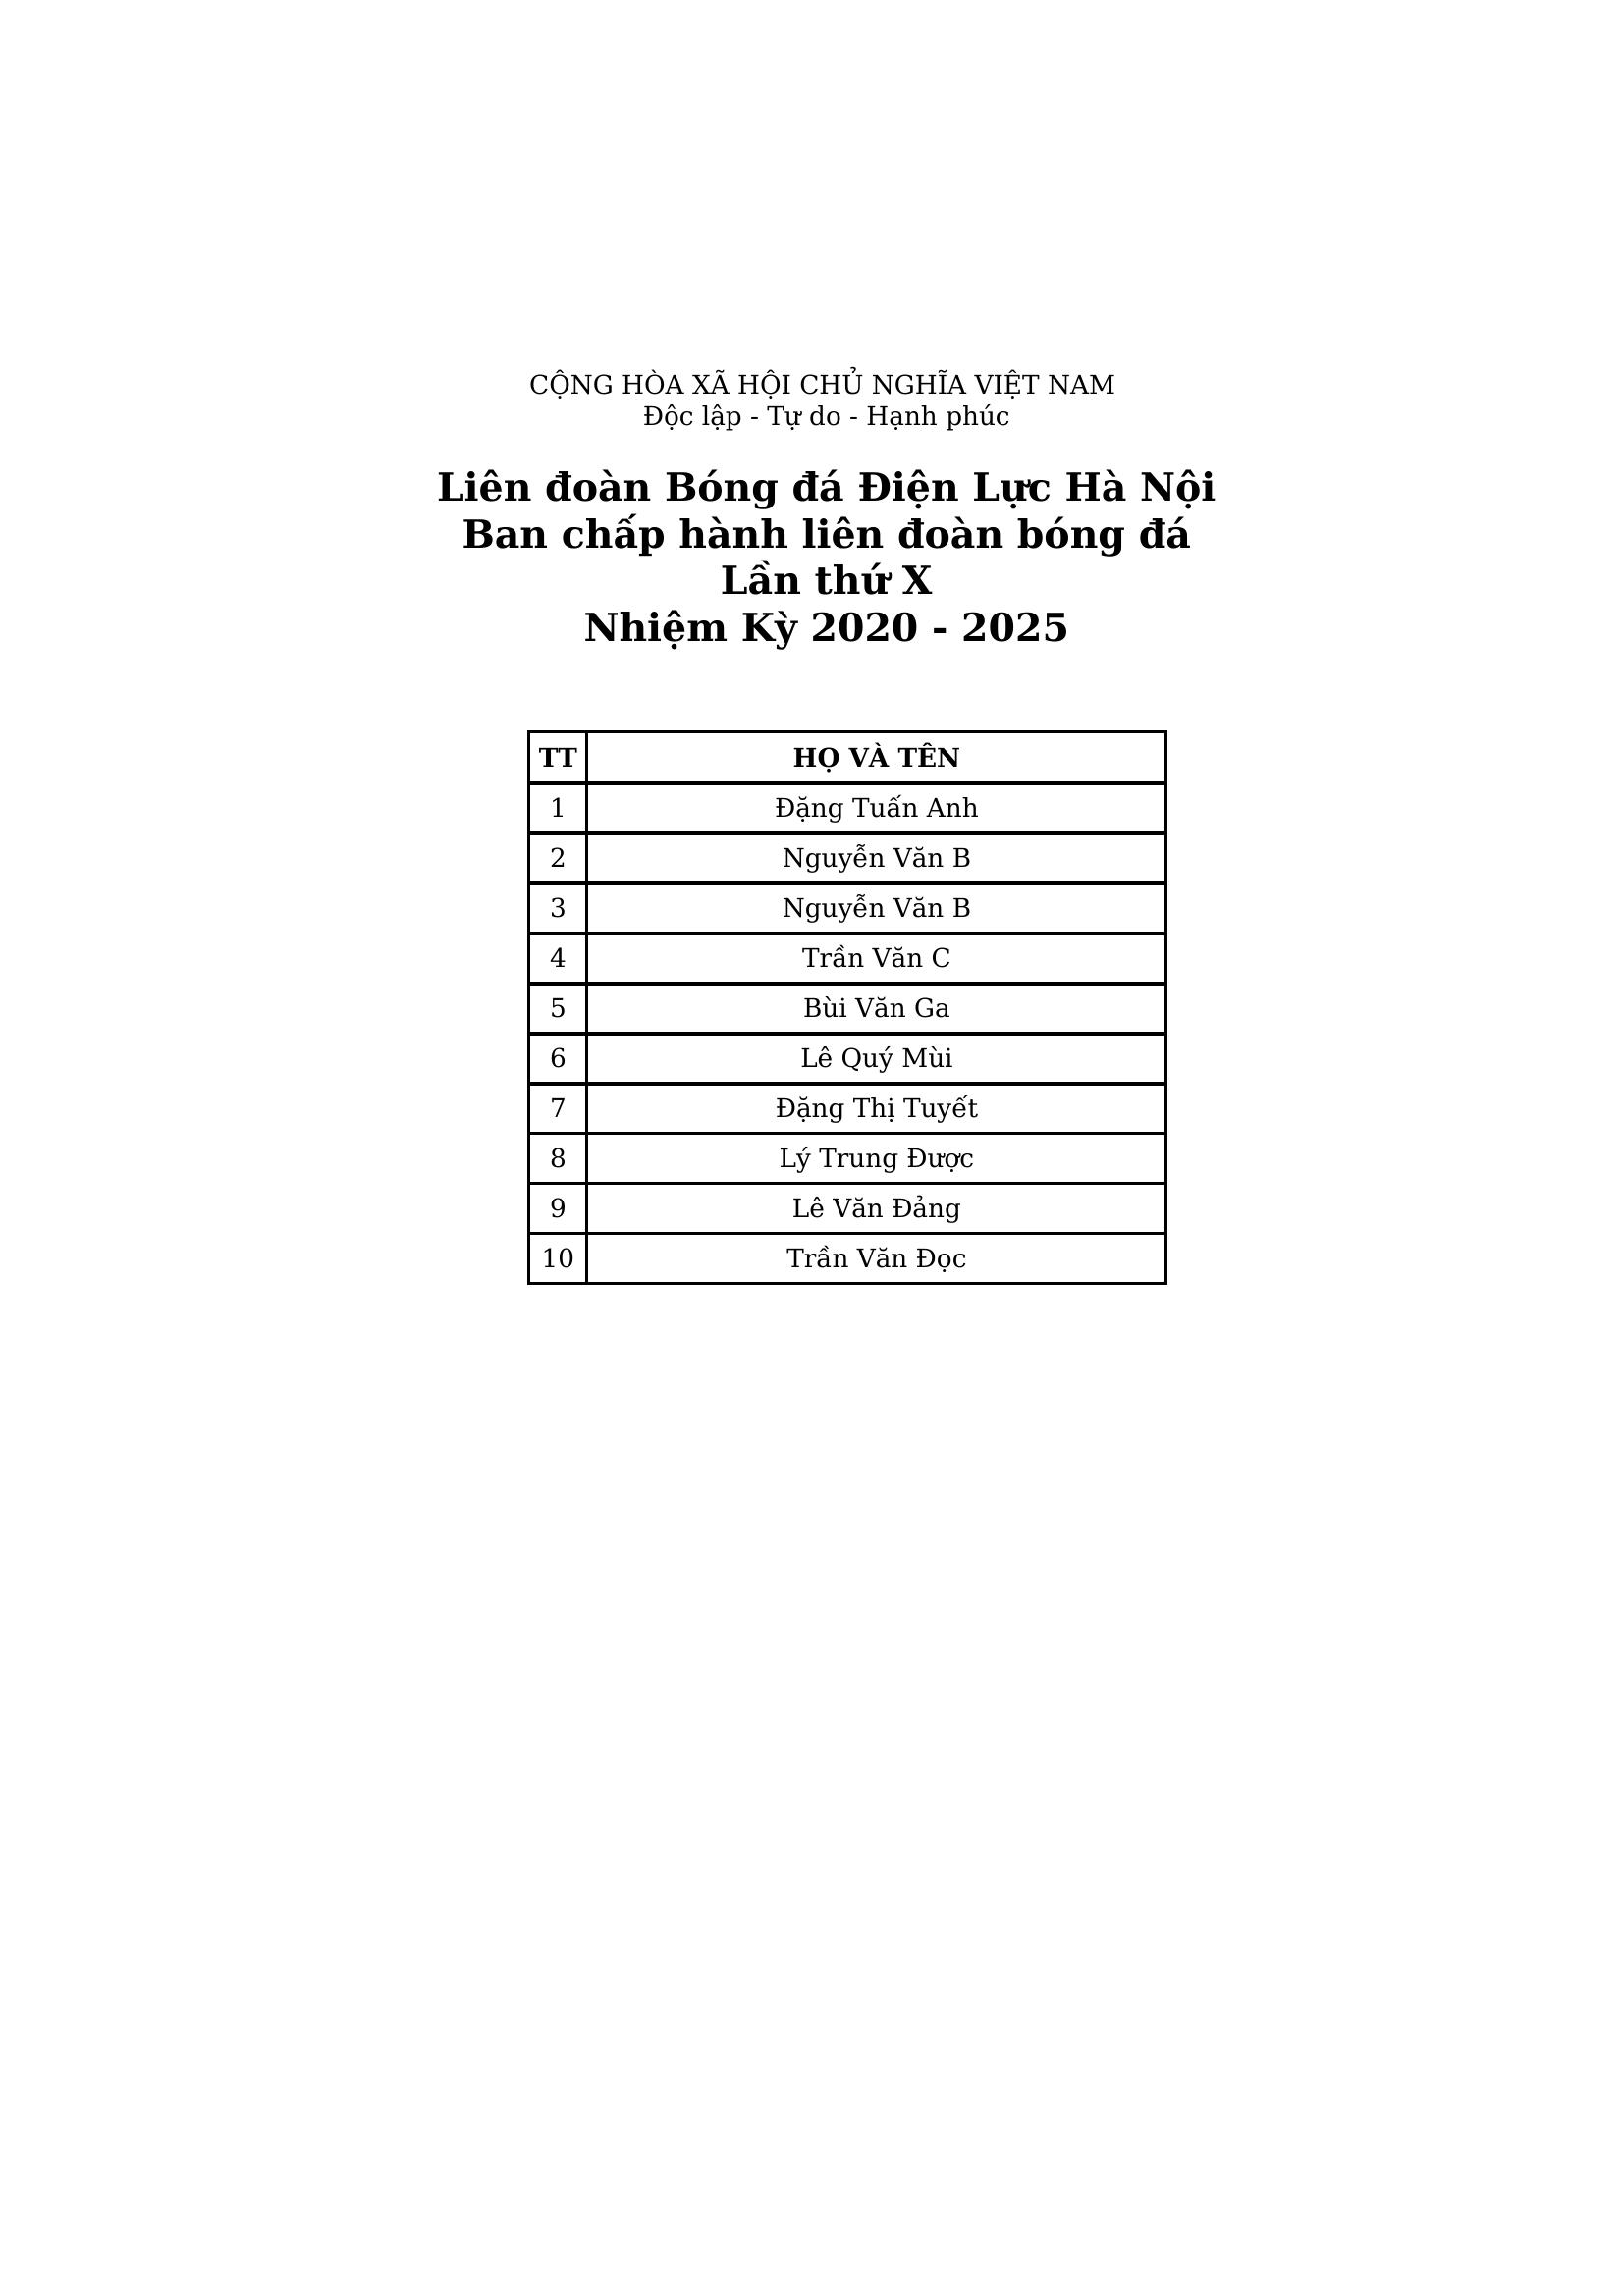 CỘNG HÒA XÃ HỘI CHỦ NGHĨA VIỆT NAM
Độc lập - Tự do - Hạnh phúc
Liên đoàn Bóng đá Điện Lực Hà Nội
Ban chấp hành liên đoàn bóng đá
Lần thứ X
Nhiệm Kỳ 2020 - 2025
TT HỌ VÀ TÊN
1 Đặng Tuấn Anh
2 Nguyễn Văn B
3 Nguyễn Văn B
4 Trần Văn C
5 Bùi Văn Ga
6 Lê Quý Mùi
7 Đặng Thị Tuyết
8 Lý Trung Được
9 Lê Văn Đảng
10 Trần Văn Đọc